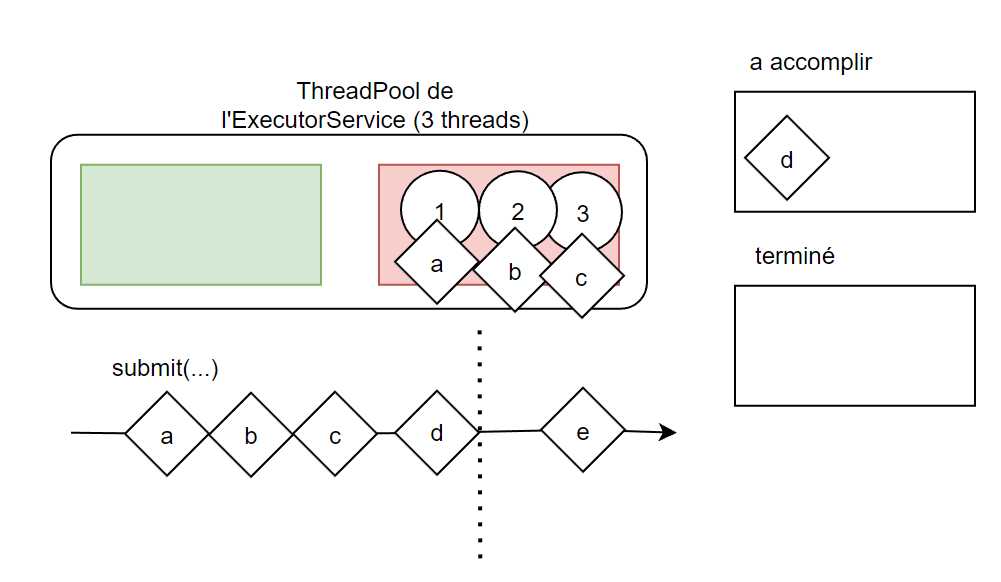 ThreadPool de
l'ExecutorService (3 threads)
1 2 3
a b c
submit(...)
a b c d e
a accomplir
d
terminé